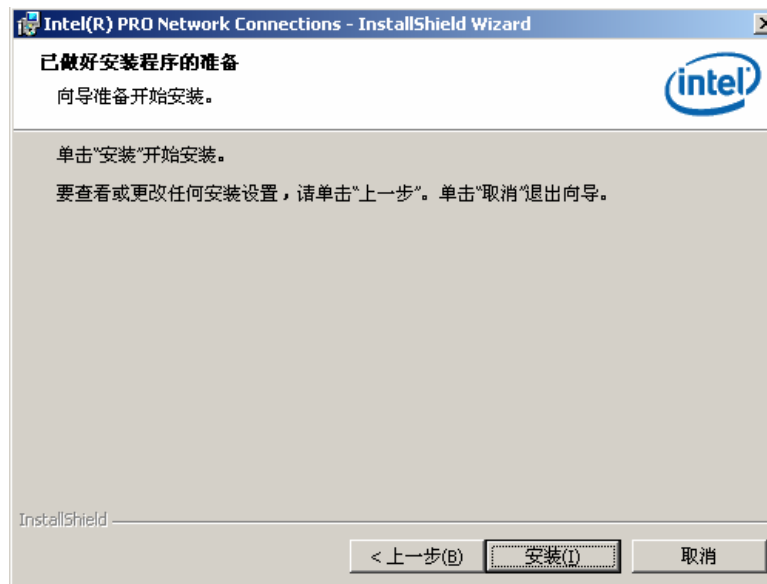 Intel(R) PRO Network Connections - InstallShield Wizard
已做好安装程序的准备
向导准备开始安装。
intel
单击"安装"开始安装。
要查看或更改任何安装设置，请单击"上一步"。单击"取消"退出向导。
InstallShield
< 上一步(B)
安装(I)
取消